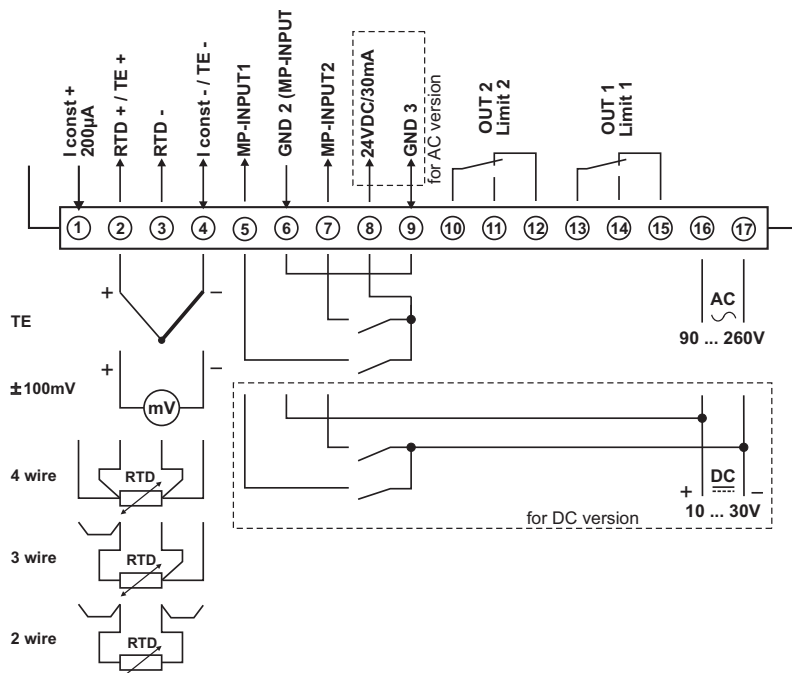 I const +
200µA
RTD + / TE +
RTD -
I const - / TE -
MP-INPUT1
GND 2 (MP-INPUT
MP-INPUT2
24VDC/30mA
GND 3
for AC version
OUT 2
Limit 2
OUT 1
Limit 1
1 2 3 4 5 6 7 8 9 10 11 12 13 14 15 16 17
+ −
TE
AC
90 ... 260V
+ −
±100mV
mV
4 wire
RTD
+ DC −
10 ... 30V
for DC version
3 wire
RTD
2 wire
RTD